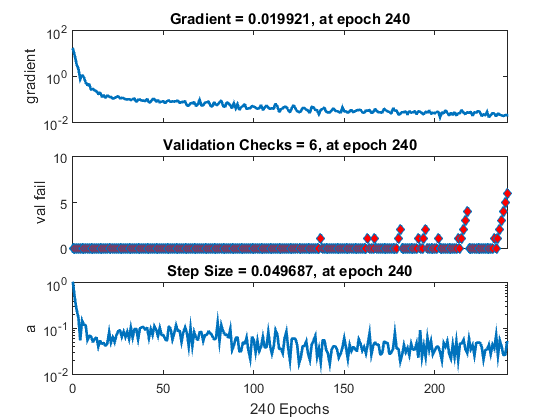 Gradient = 0.019921, at epoch 240
10^2
10^0
10^-2
gradient
Validation Checks = 6, at epoch 240
10
5
0
val fail
Step Size = 0.049687, at epoch 240
10^0
10^-1
10^-2
a
0 50 100 150 200
240 Epochs